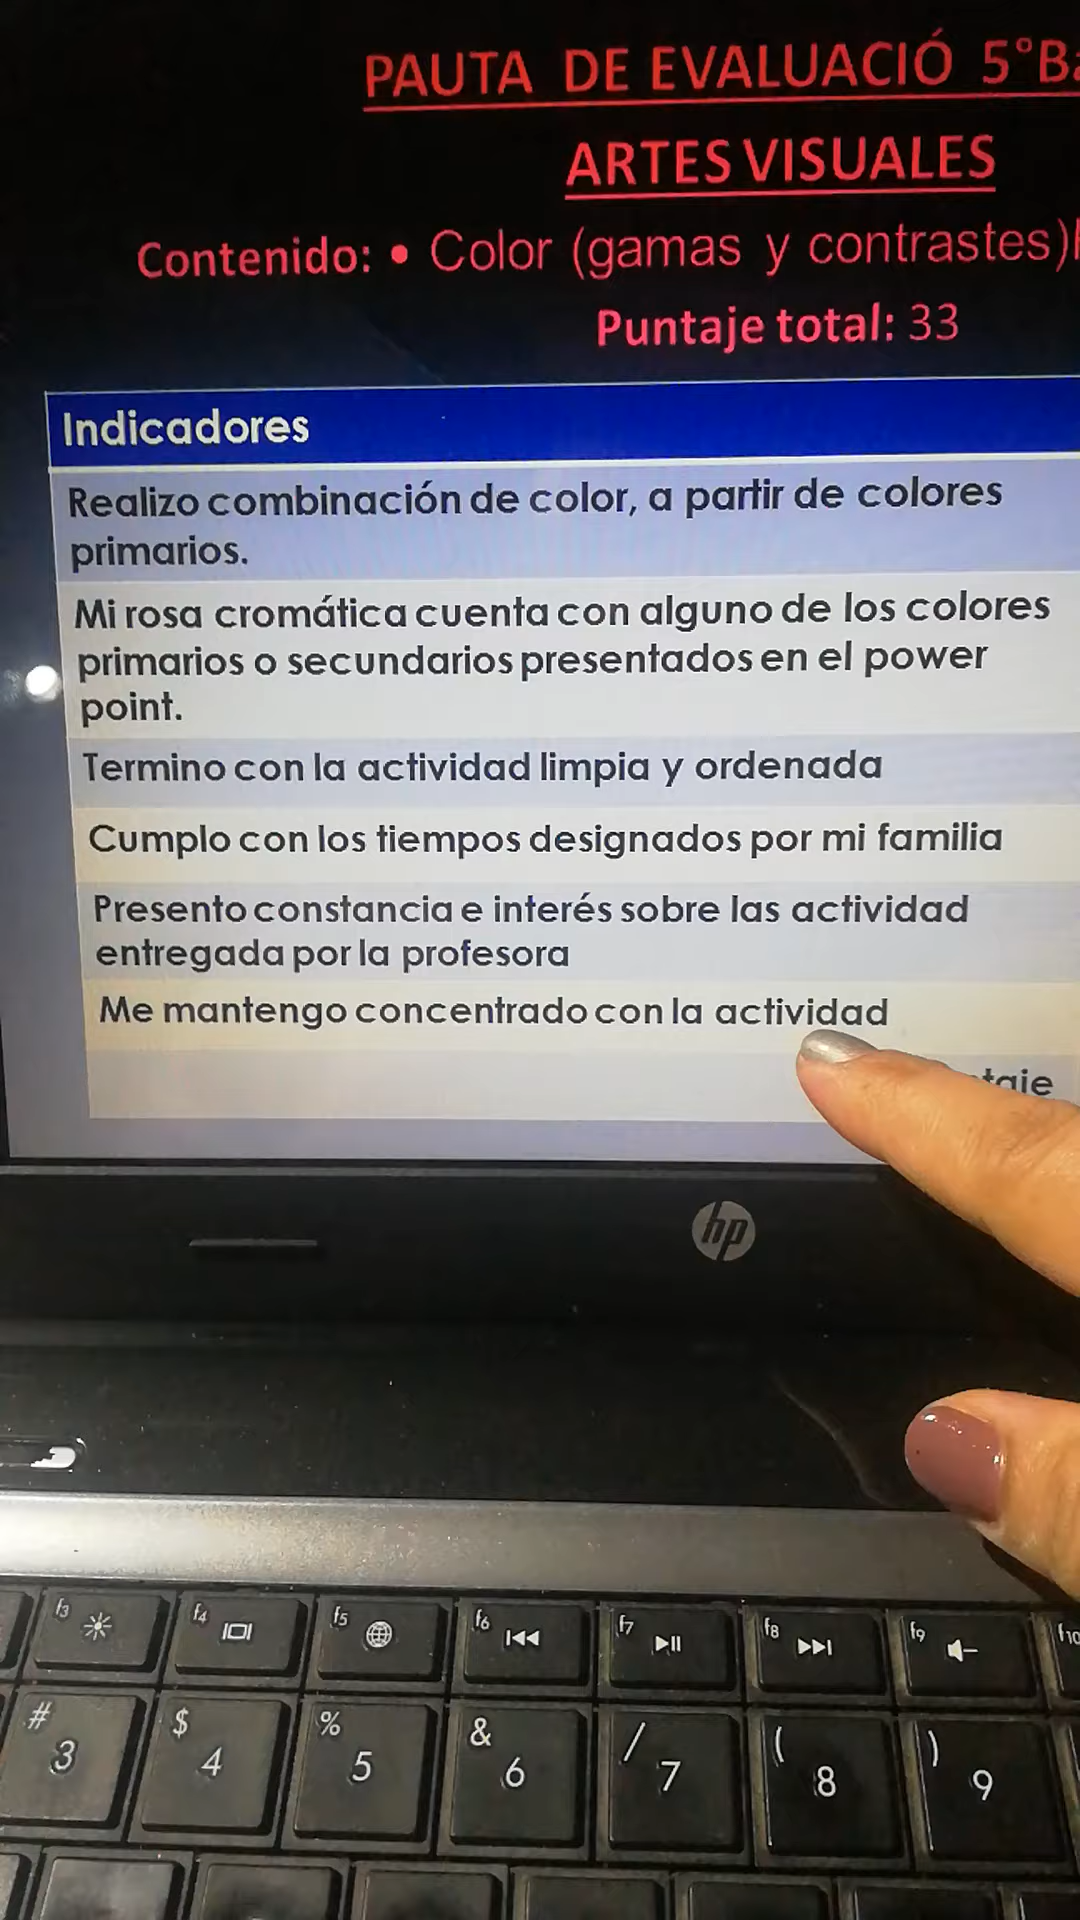 PAUTA DE EVALUACIÓ 5°Ba
ARTES VISUALES
Contenido: • Color (gamas y contrastes)
Puntaje total: 33
Indicadores
Realizo combinación de color, a partir de colores
primarios.
Mi rosa cromática cuenta con alguno de los colores
primarios o secundarios presentados en el power
point.
Termino con la actividad limpia y ordenada
Cumplo con los tiempos designados por mi familia
Presento constancia e interés sobre las actividad
entregada por la profesora
Me mantengo concentrado con la actividad
taje
hp
f3 f4 f5 f6 f7 f8 f9 f10
# $ % & / ( )
3 4 5 6 7 8 9